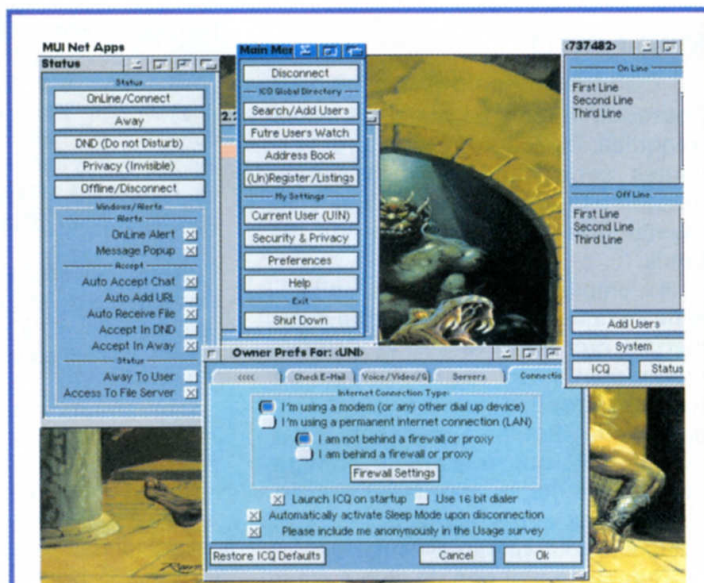 MUI Net Apps
Status
Status
OnLine/Connect
Away
DND (Do not Disturb)
Privacy (Invisible)
Offline/Disconnect
Windows/Alerts
Alerts
OnLine Alert
Message Popup
Accept
Auto Accept Chat
Auto Add URL
Auto Receive File
Accept In DND
Accept In Away
Status
Away To User
Access To File Server
Main Mer
Disconnect
ICQ Global Directory
Search/Add Users
Futre Users Watch
Address Book
(Un)Register/Listings
My Settings
Current User (UIN)
Security & Privacy
Preferences
Help
Exit
Shut Down
‹737482›
On Line
First Line
Second Line
Third Line
Off Line
First Line
Second Line
Third Line
Add Users
System
ICQ
Status
Owner Prefs For: ‹UNI›
‹‹‹‹
Check E-Mail
Voice/Video/G
Servers
Connectio
Internet Connection Type:
I'm using a modem (or any other dial up device)
I'm using a permanent internet connection (LAN)
I am not behind a firewall or proxy
I am behind a firewall or proxy
Firewall Settings
Launch ICQ on startup
Use 16 bit dialer
Automatically activate Sleep Mode upon disconnection
Please include me anonymously in the Usage survey
Restore ICQ Defaults
Cancel
Ok